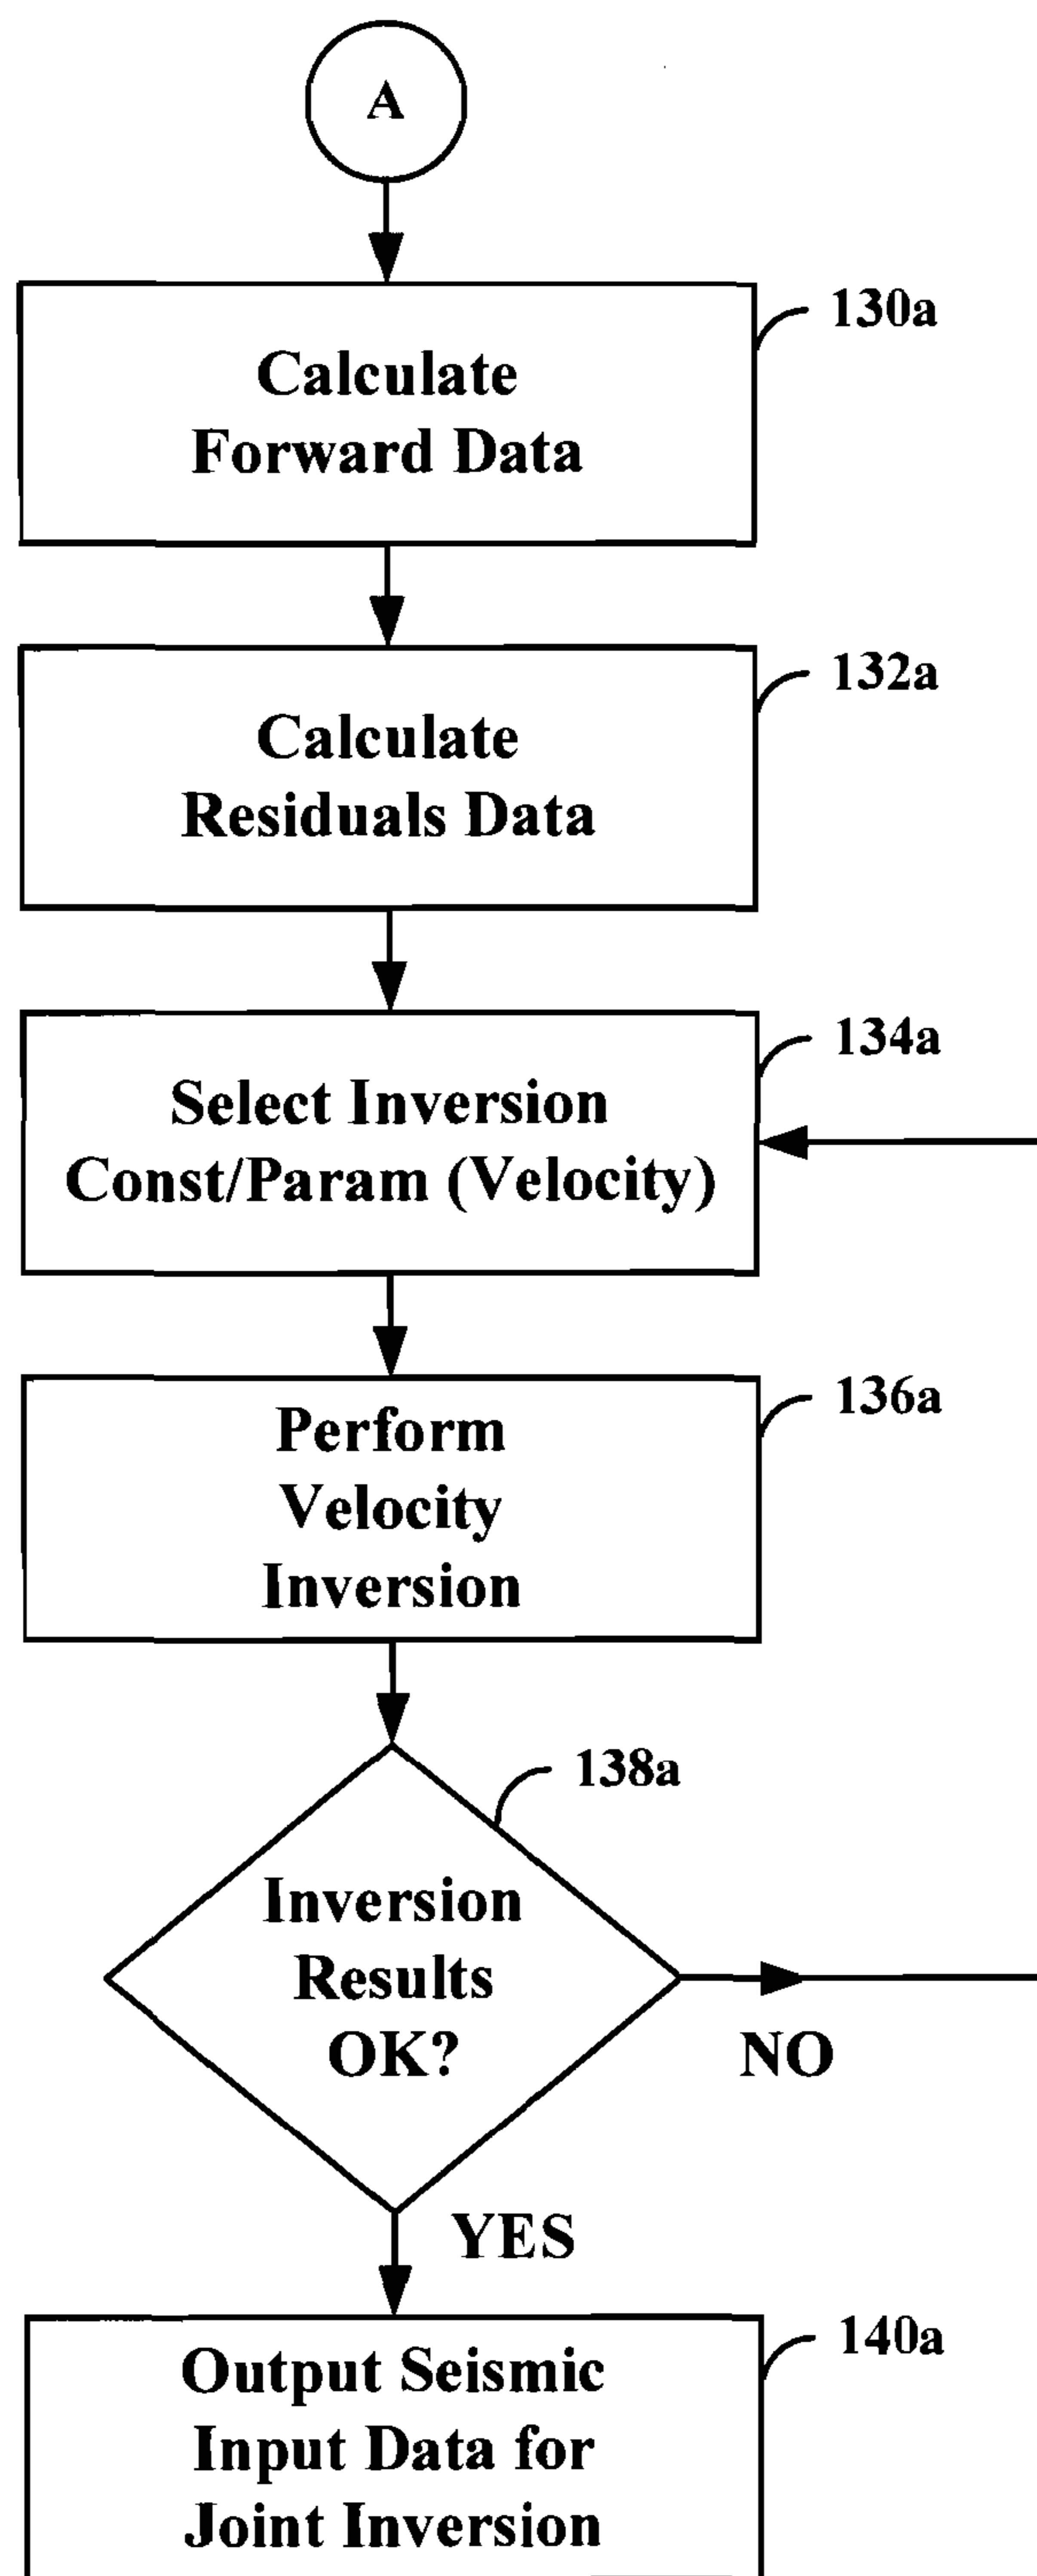 A
130a
Calculate
Forward Data
132a
Calculate
Residuals Data
134a
Select Inversion
Const/Param (Velocity)
136a
Perform
Velocity
Inversion
138a
Inversion
Results
OK?
NO
YES
140a
Output Seismic
Input Data for
Joint Inversion